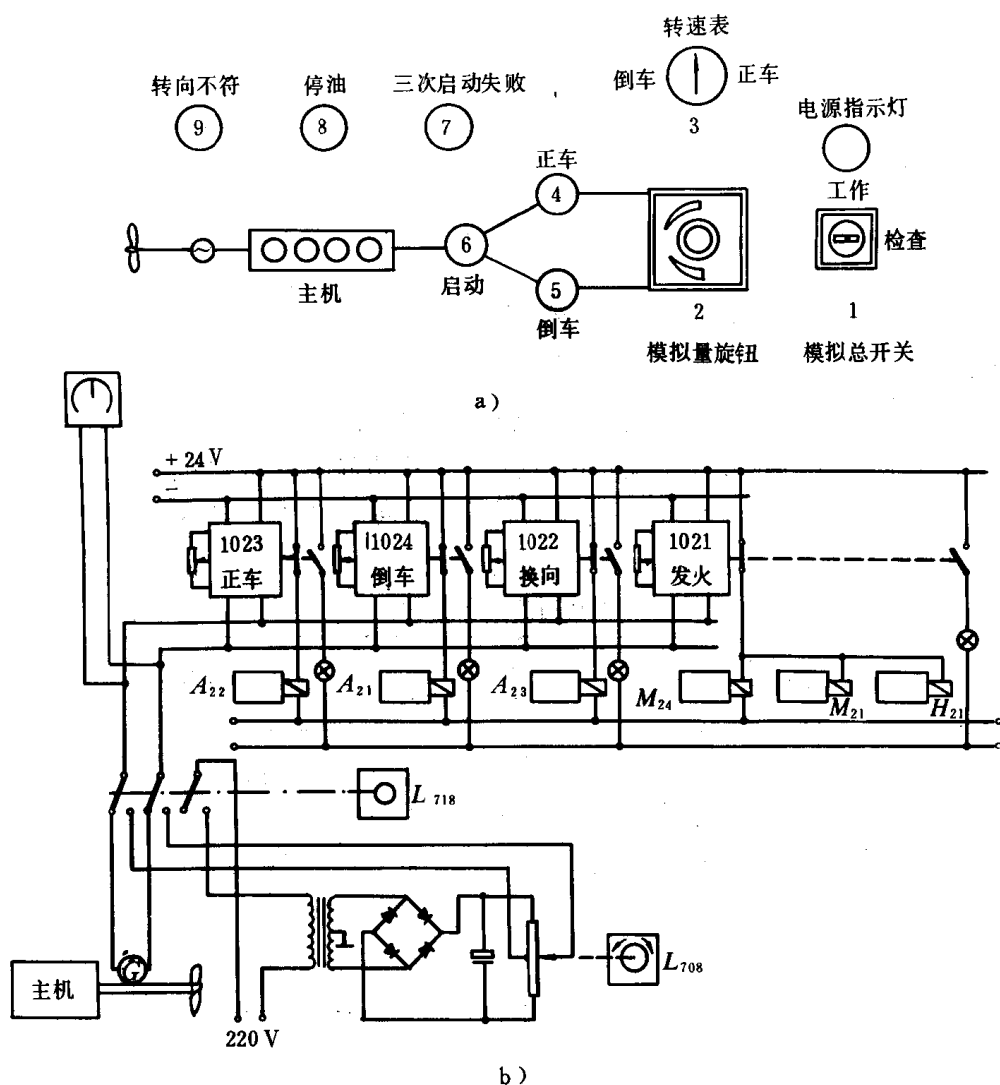 转速表
转向不符
停油
三次启动失败
倒车
正车
9
8
7
3
电源指示灯
正车
4
工作
6
检查
主机
启动
5
倒车
2
1
模拟量旋钮
模拟总开关
a)
+24V
−
1023
正车
1024
倒车
1022
换向
1021
发火
A22
A21
A23
M24
M21
H21
L718
主机
L708
220V
b)